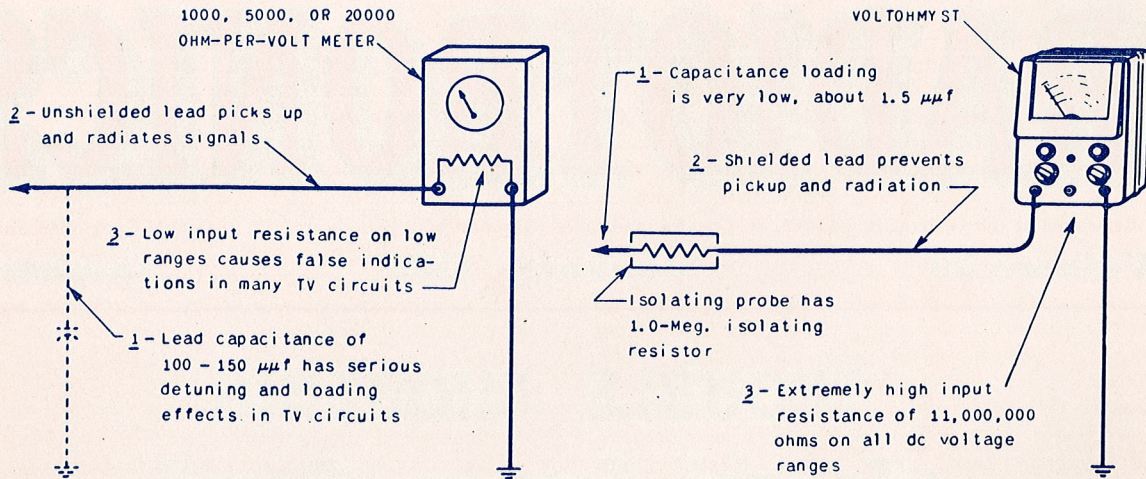 1000, 5000, OR 20000
OHM-PER-VOLT METER
2 - Unshielded lead picks up
and radiates signals
3 - Low input resistance on low
ranges causes false indica-
tions in many TV circuits
1 - Lead capacitance of
100 - 150 μμf has serious
detuning and loading
effects in TV circuits
VOLTOHMYST
1 - Capacitance loading
is very low, about 1.5 μμf
2 - Shielded lead prevents
pickup and radiation
Isolating probe has
1.0-Meg. isolating
resistor
3 - Extremely high input
resistance of 11,000,000
ohms on all dc voltage
ranges